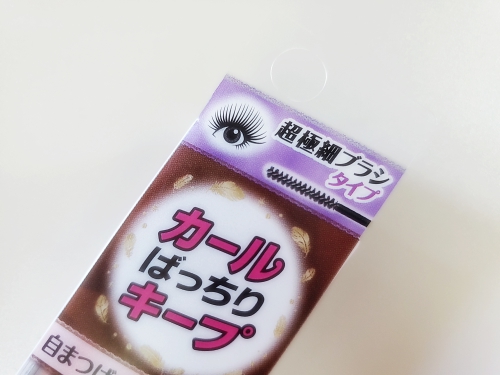 超極細ブラシ
タイプ
カール
ばっちり
キープ
白まつげ